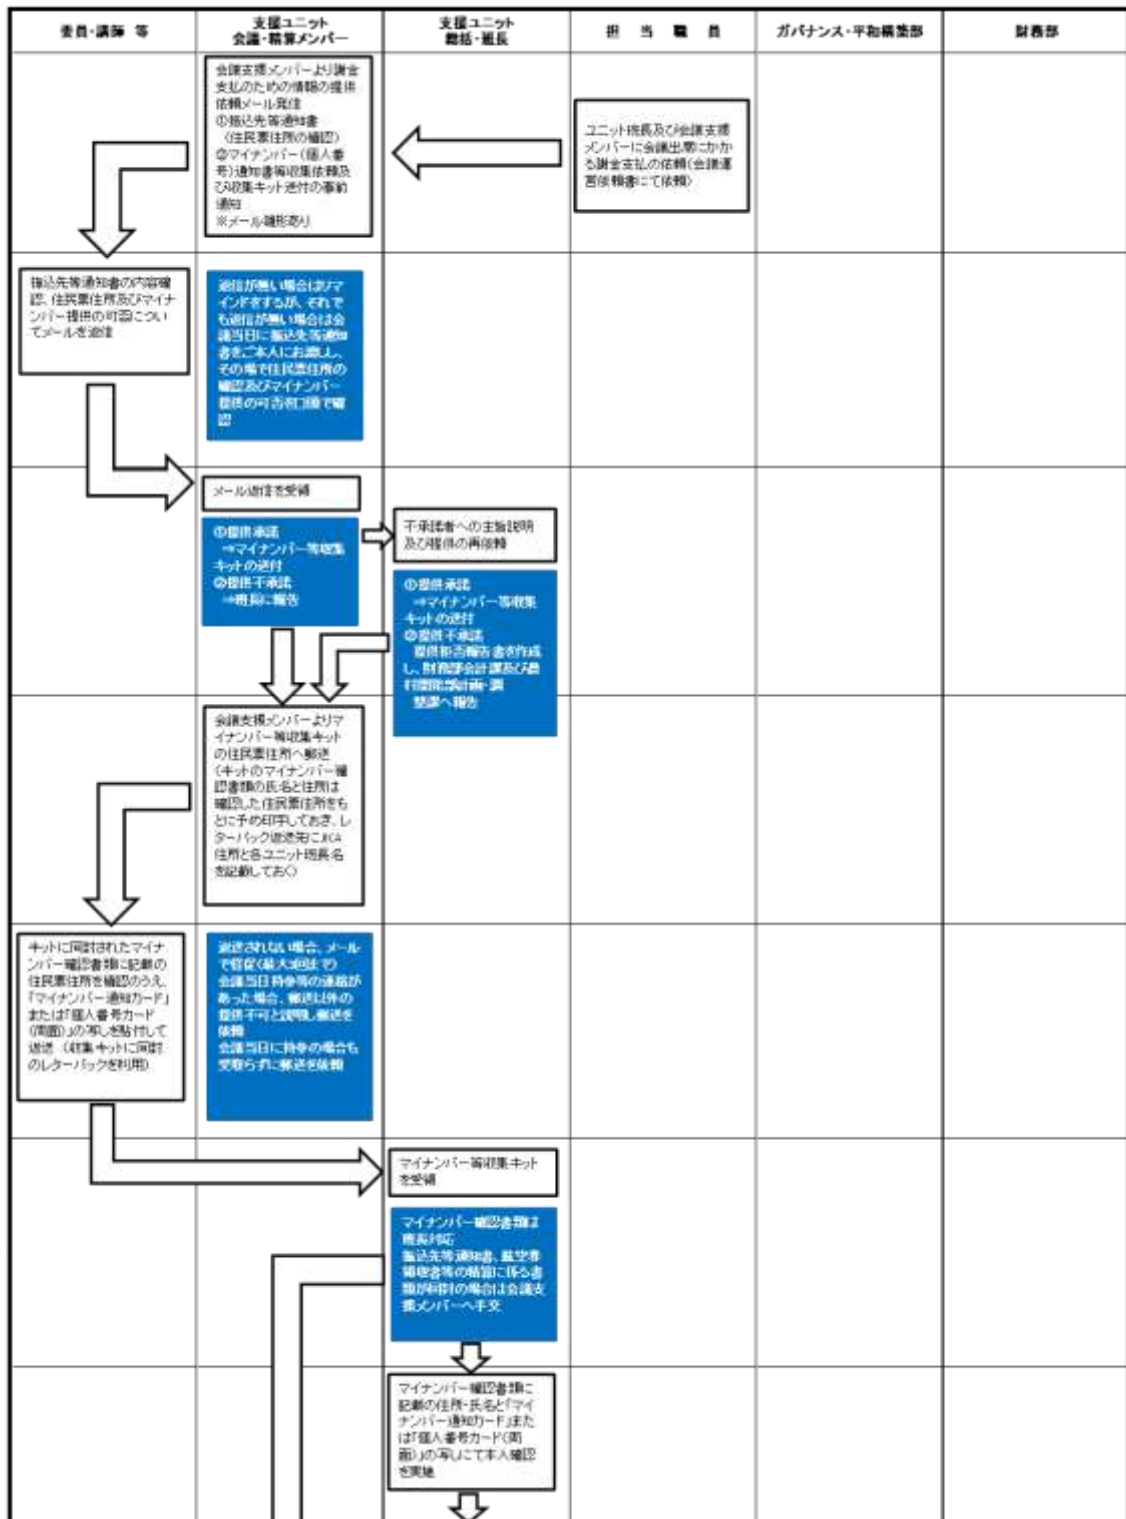 委員・講師 等
支援ユニット
会議・精算メンバー
支援ユニット
総括・班長
担 当 職 員
ガバナンス・平和構築部
財務部
会議支援メンバーより謝金
支払のための情報の提供
依頼メール発信
①振込先等通知書
（住民票住所の確認）
②マイナンバー（個人番
号）通知書等収集依頼及
び収集キット送付の事前
通知
※メール雛形あり
ユニット班長及び会議支援
メンバーに会議出席にかか
る謝金支払の依頼（会議運
営依頼書にて依頼）
振込先等通知書の内容確
認、住民票住所及びマイナ
ンバー提供の可否につい
てメールを返信
返信が無い場合はリマ
インドをするが、それで
も返信が無い場合は会
議当日に振込先等通知
書をご本人にお渡しし、
その場で住民票住所の
確認及びマイナンバー
提供の可否を口頭で確
認
メール返信を受領
①提供承諾
⇒マイナンバー等収集
キットの送付
②提供不承諾
⇒班長に報告
不承諾者への主旨説明
及び提供の再依頼
①提供承諾
⇒マイナンバー等収集
キットの送付
②提供不承諾
提供拒否報告書を作成
し、財務部会計課及び農
村開発部計画・調
整課へ報告
会議支援メンバーよりマ
イナンバー等収集キット
の住民票住所へ郵送
（キットのマイナンバー確
認書類の氏名と住所は
確認した住民票住所をも
とに予め印字しておき、レ
ターパック返送先にJICA
住所と各ユニット班長名
を記載しておく）
キットに同封されたマイナ
ンバー確認書類に記載の
住民票住所を確認のうえ、
「マイナンバー通知カード」
または「個人番号カード
（両面）」の写しを貼付して
返送 （収集キットに同封
のレターパックを利用）
返送されない場合、メール
で督促（最大3回まで）
会議当日持参等の連絡が
あった場合、郵送以外の
提供不可と説明し郵送を
依頼
会議当日に持参の場合も
受取らずに郵送を依頼
マイナンバー等収集キット
を受領
マイナンバー確認書類は
班長対応
振込先等通知書、航空券
領収書等の精算に係る書
類が同封の場合は会議支
援メンバーへ手交
マイナンバー確認書類に
記載の住所・氏名と「マイ
ナンバー通知カード」また
は「個人番号カード（両
面）」の写しにて本人確認
を実施